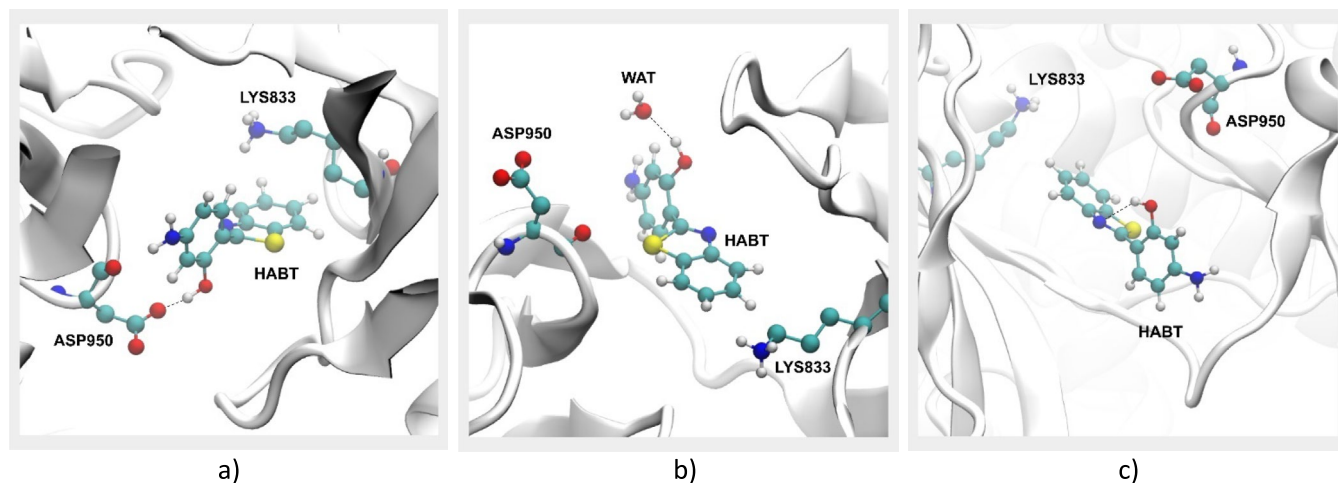 LYS833
HABT
ASP950
a)
WAT
ASP950
HABT
LYS833
b)
LYS833
ASP950
HABT
c)